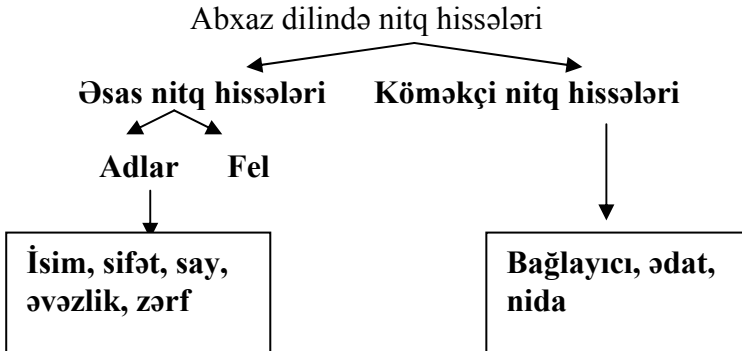 Abxaz dilində nitq hissələri
Əsas nitq hissələri Köməkçi nitq hissələri
Adlar Fel
İsim, sifət, say,
əvəzlik, zərf
Bağlayıcı, ədat,
nida